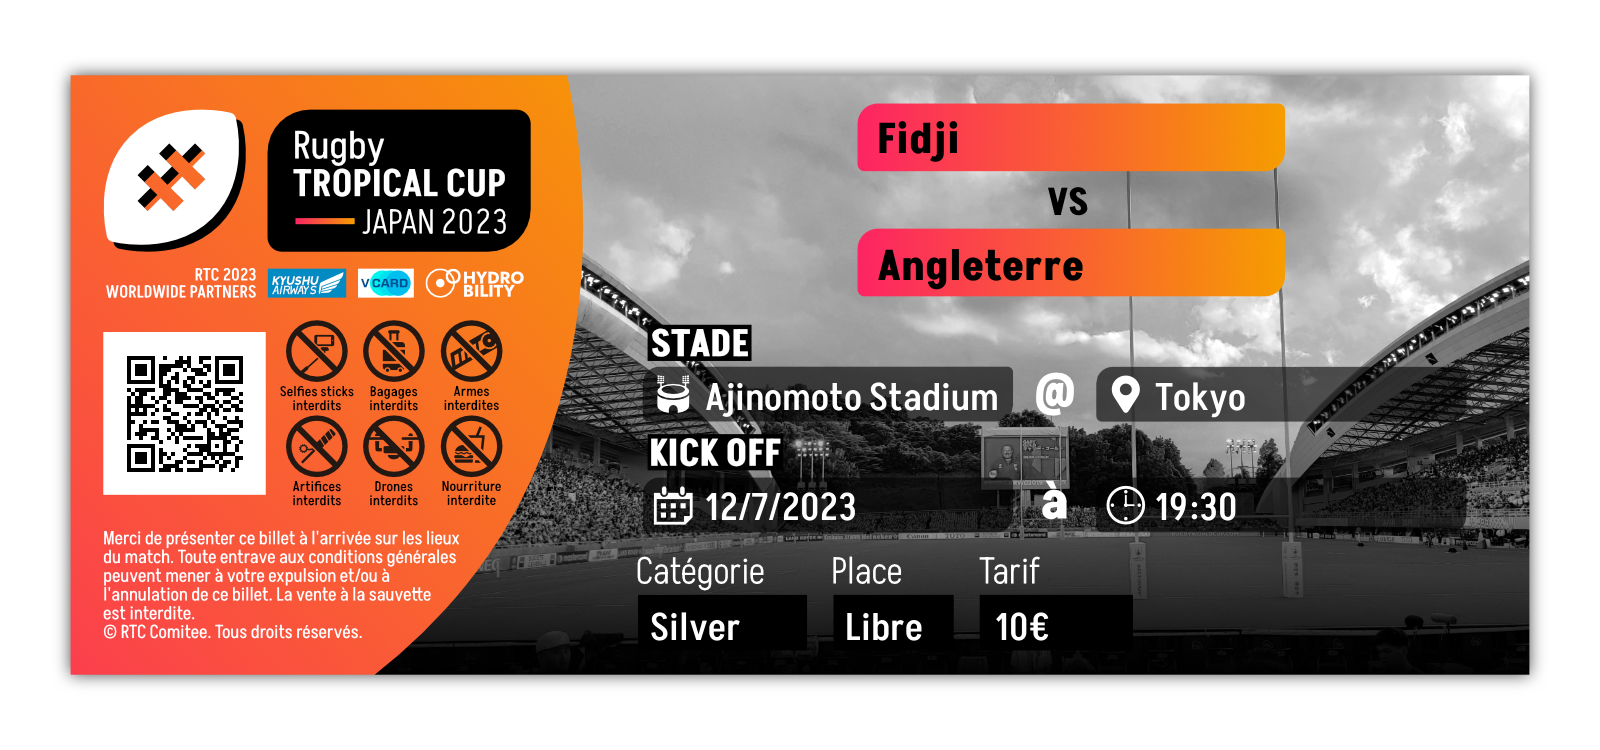 Rugby
TROPICAL CUP
JAPAN 2023
RTC 2023
WORLDWIDE PARTNERS
KYUSHU
AIRWAYS
V CARD
HYDRO
BILITY
Selfies sticks
interdits
Bagages
interdits
Armes
interdites
Artifices
interdits
Drones
interdits
Nourriture
interdite
Merci de présenter ce billet à l'arrivée sur les lieux
du match. Toute entrave aux conditions générales
peuvent mener à votre expulsion et/ou à
l'annulation de ce billet. La vente à la sauvette
est interdite.
© RTC Comitee. Tous droits réservés.
Fidji
VS
Angleterre
STADE
Ajinomoto Stadium @ Tokyo
KICK OFF
12/7/2023 à 19:30
Catégorie Place Tarif
Silver Libre 10€